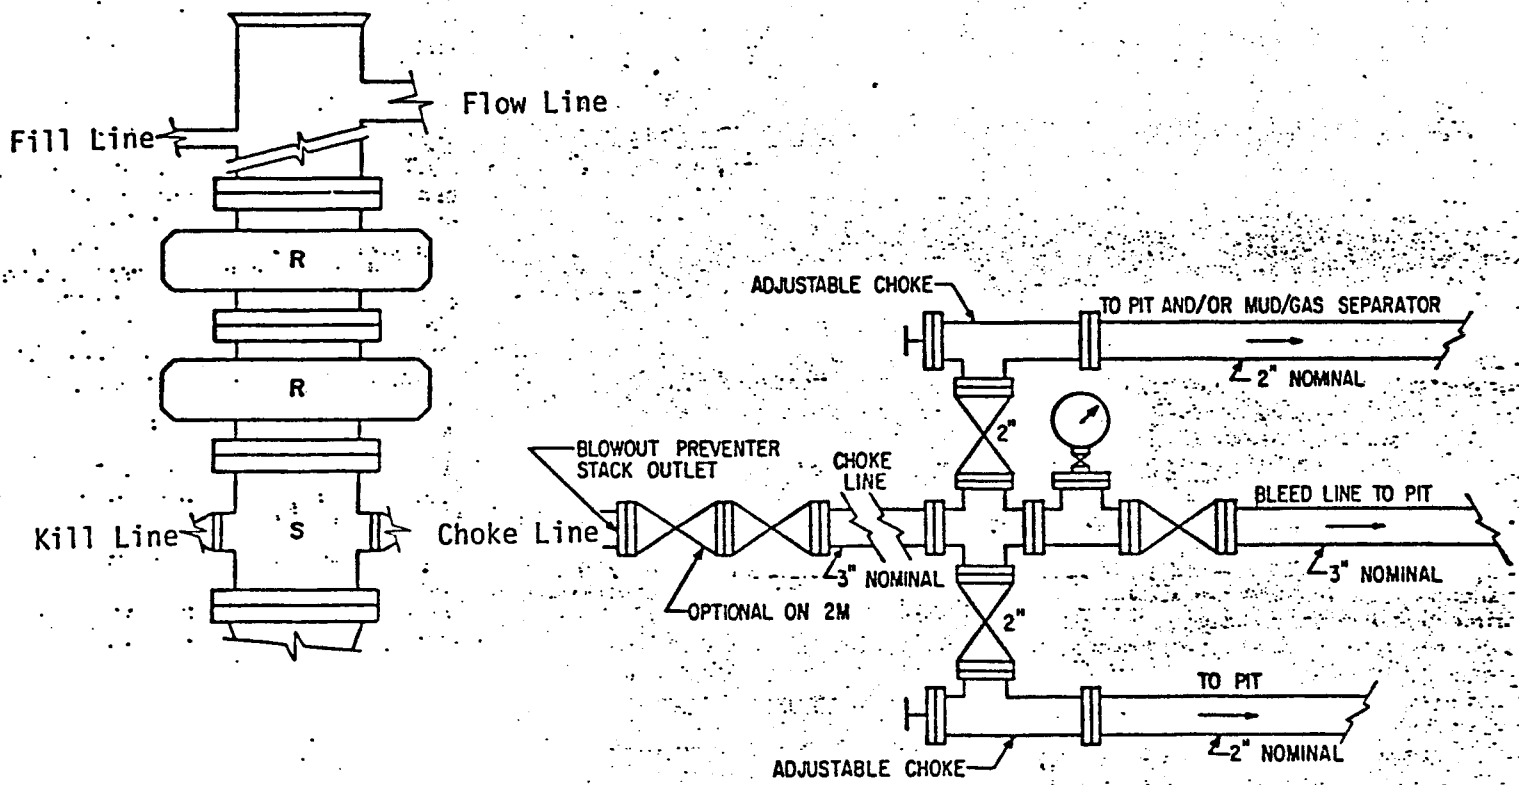 Flow Line
Fill Line
R
R
Kill Line
S
Choke Line
ADJUSTABLE CHOKE
TO PIT AND/OR MUD/GAS SEPARATOR
2" NOMINAL
2"
BLOWOUT PREVENTER
STACK OUTLET
CHOKE
LINE
BLEED LINE TO PIT
3" NOMINAL
3" NOMINAL
OPTIONAL ON 2M
2"
TO PIT
2" NOMINAL
ADJUSTABLE CHOKE